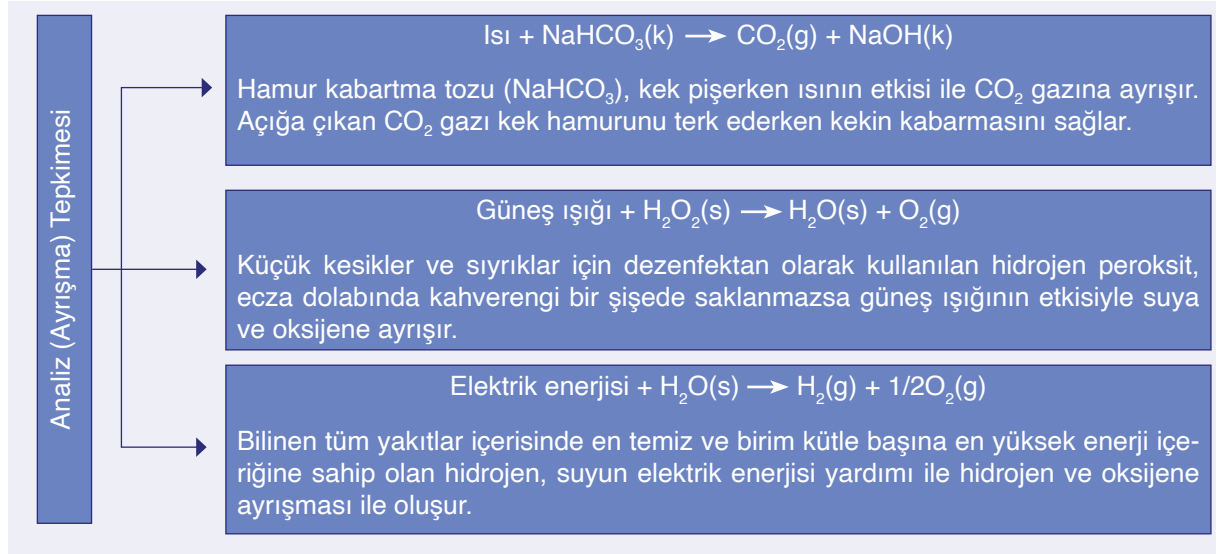 Analiz (Ayrışma) Tepkimesi
Isı + NaHCO₃(k) → CO₂(g) + NaOH(k)
Hamur kabartma tozu (NaHCO₃), kek pişerken ısının etkisi ile CO₂ gazına ayrışır.
Açığa çıkan CO₂ gazı kek hamurunu terk ederken kekin kabarmasını sağlar.
Güneş ışığı + H₂O₂(s) → H₂O(s) + O₂(g)
Küçük kesikler ve sıyrıklar için dezenfektan olarak kullanılan hidrojen peroksit,
ecza dolabında kahverengi bir şişede saklanmazsa güneş ışığının etkisiyle suya
ve oksijene ayrışır.
Elektrik enerjisi + H₂O(s) → H₂(g) + 1/2O₂(g)
Bilinen tüm yakıtlar içerisinde en temiz ve birim kütle başına en yüksek enerji içe-
riğine sahip olan hidrojen, suyun elektrik enerjisi yardımı ile hidrojen ve oksijene
ayrışması ile oluşur.